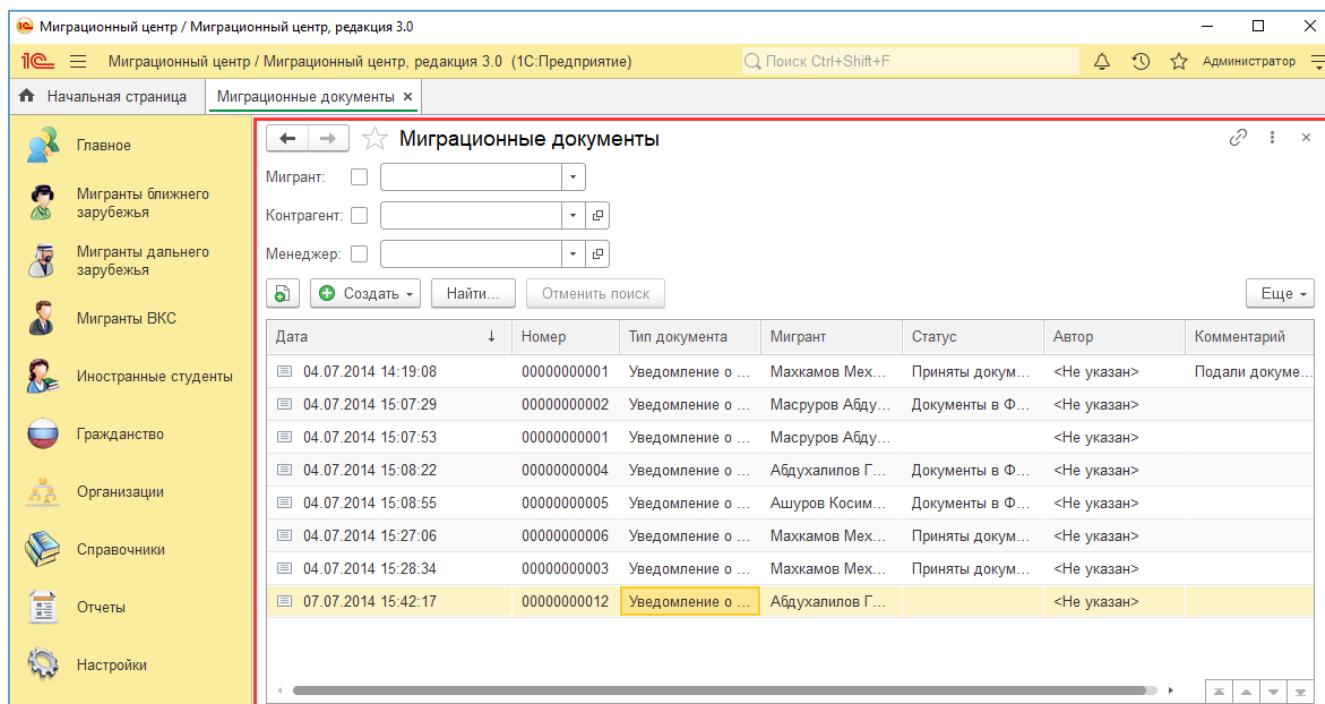 Миграционный центр / Миграционный центр, редакция 3.0
Миграционный центр / Миграционный центр, редакция 3.0 (1С:Предприятие)
Поиск Ctrl+Shift+F
Администратор
Начальная страница
Миграционные документы ×
Главное
Мигранты ближнего
зарубежья
Мигранты дальнего
зарубежья
Мигранты ВКС
Иностранные студенты
Гражданство
Организации
Справочники
Отчеты
Настройки
Миграционные документы
Мигрант:
Контрагент:
Менеджер:
Создать Найти... Отменить поиск Еще
Дата ↓ Номер Тип документа Мигрант Статус Автор Комментарий
04.07.2014 14:19:08 00000000001 Уведомление о ... Махкамов Мех... Приняты докум... <Не указан> Подали докуме...
04.07.2014 15:07:29 00000000002 Уведомление о ... Масруров Абду... Документы в Ф... <Не указан>
04.07.2014 15:07:53 00000000001 Уведомление о ... Масруров Абду... <Не указан>
04.07.2014 15:08:22 00000000004 Уведомление о ... Абдухалилов Г... Документы в Ф... <Не указан>
04.07.2014 15:08:55 00000000005 Уведомление о ... Ашуров Косим... Документы в Ф... <Не указан>
04.07.2014 15:27:06 00000000006 Уведомление о ... Махкамов Мех... Приняты докум... <Не указан>
04.07.2014 15:28:34 00000000003 Уведомление о ... Махкамов Мех... Приняты докум... <Не указан>
07.07.2014 15:42:17 00000000012 Уведомление о ... Абдухалилов Г... <Не указан>